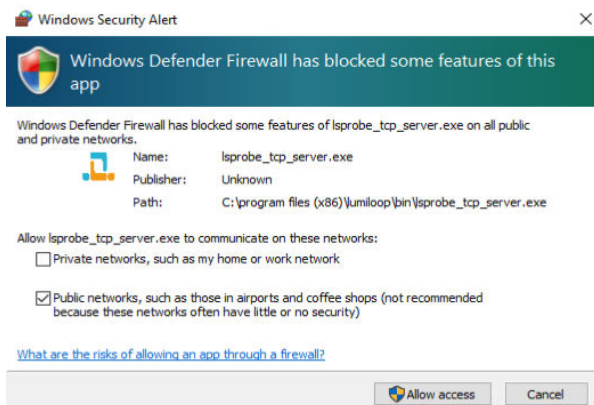 Windows Security Alert
Windows Defender Firewall has blocked some features of this
app
Windows Defender Firewall has blocked some features of lsprobe_tcp_server.exe on all public
and private networks.
Name: lsprobe_tcp_server.exe
Publisher: Unknown
Path: C:\program files (x86)\lumiloop\bin\lsprobe_tcp_server.exe
Allow lsprobe_tcp_server.exe to communicate on these networks:
Private networks, such as my home or work network
Public networks, such as those in airports and coffee shops (not recommended
because these networks often have little or no security)
What are the risks of allowing an app through a firewall?
Allow access Cancel